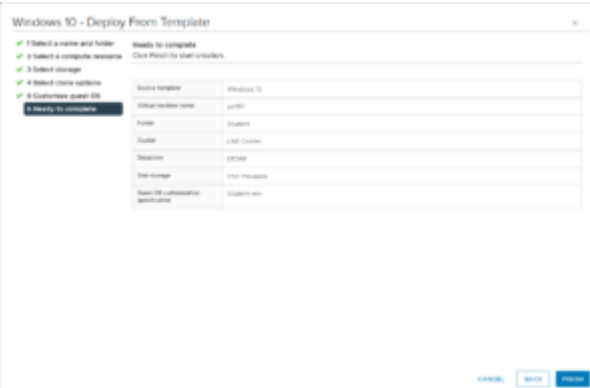 Windows 10 - Deploy From Template
1 Select a name and folder
2 Select a compute resource
3 Select storage
4 Select clone options
5 Customize guest OS
6 Ready to complete
Ready to complete
Click Finish to start creation.
Source template Windows 10
Virtual machine name
Folder Student
Cluster LAB Cluster
Datastore
Disk storage Thin Provision
Guest OS customization specification Student
CANCEL BACK FINISH